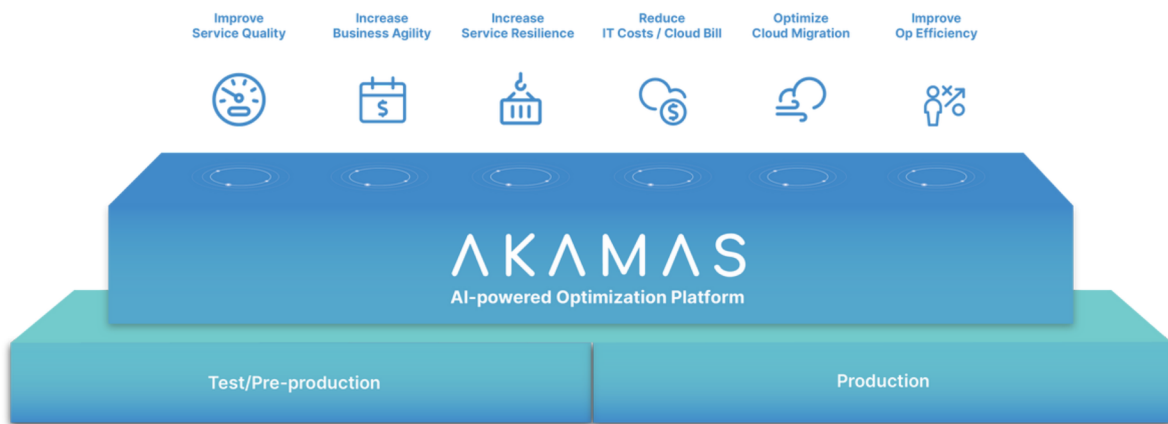 Improve
Service Quality
Increase
Business Agility
Increase
Service Resilience
Reduce
IT Costs / Cloud Bill
Optimize
Cloud Migration
Improve
Op Efficiency
AKAMAS
AI-powered Optimization Platform
Test/Pre-production
Production